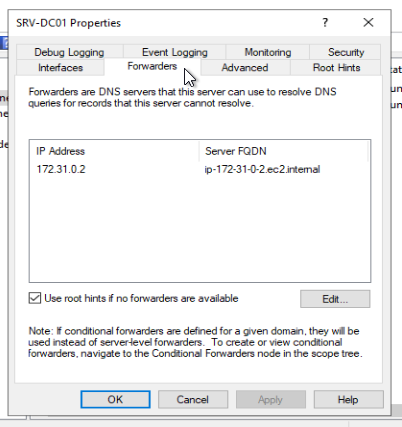 SRV-DC01 Properties
?
Debug Logging
Event Logging
Monitoring
Security
Interfaces
Forwarders
Advanced
Root Hints
Forwarders are DNS servers that this server can use to resolve DNS
queries for records that this server cannot resolve.
IP Address
Server FQDN
172.31.0.2
ip-172-31-0-2.ec2.internal
Use root hints if no forwarders are available
Edit...
Note: If conditional forwarders are defined for a given domain, they will be
used instead of server-level forwarders. To create or view conditional
forwarders, navigate to the Conditional Forwarders node in the scope tree.
OK
Cancel
Apply
Help